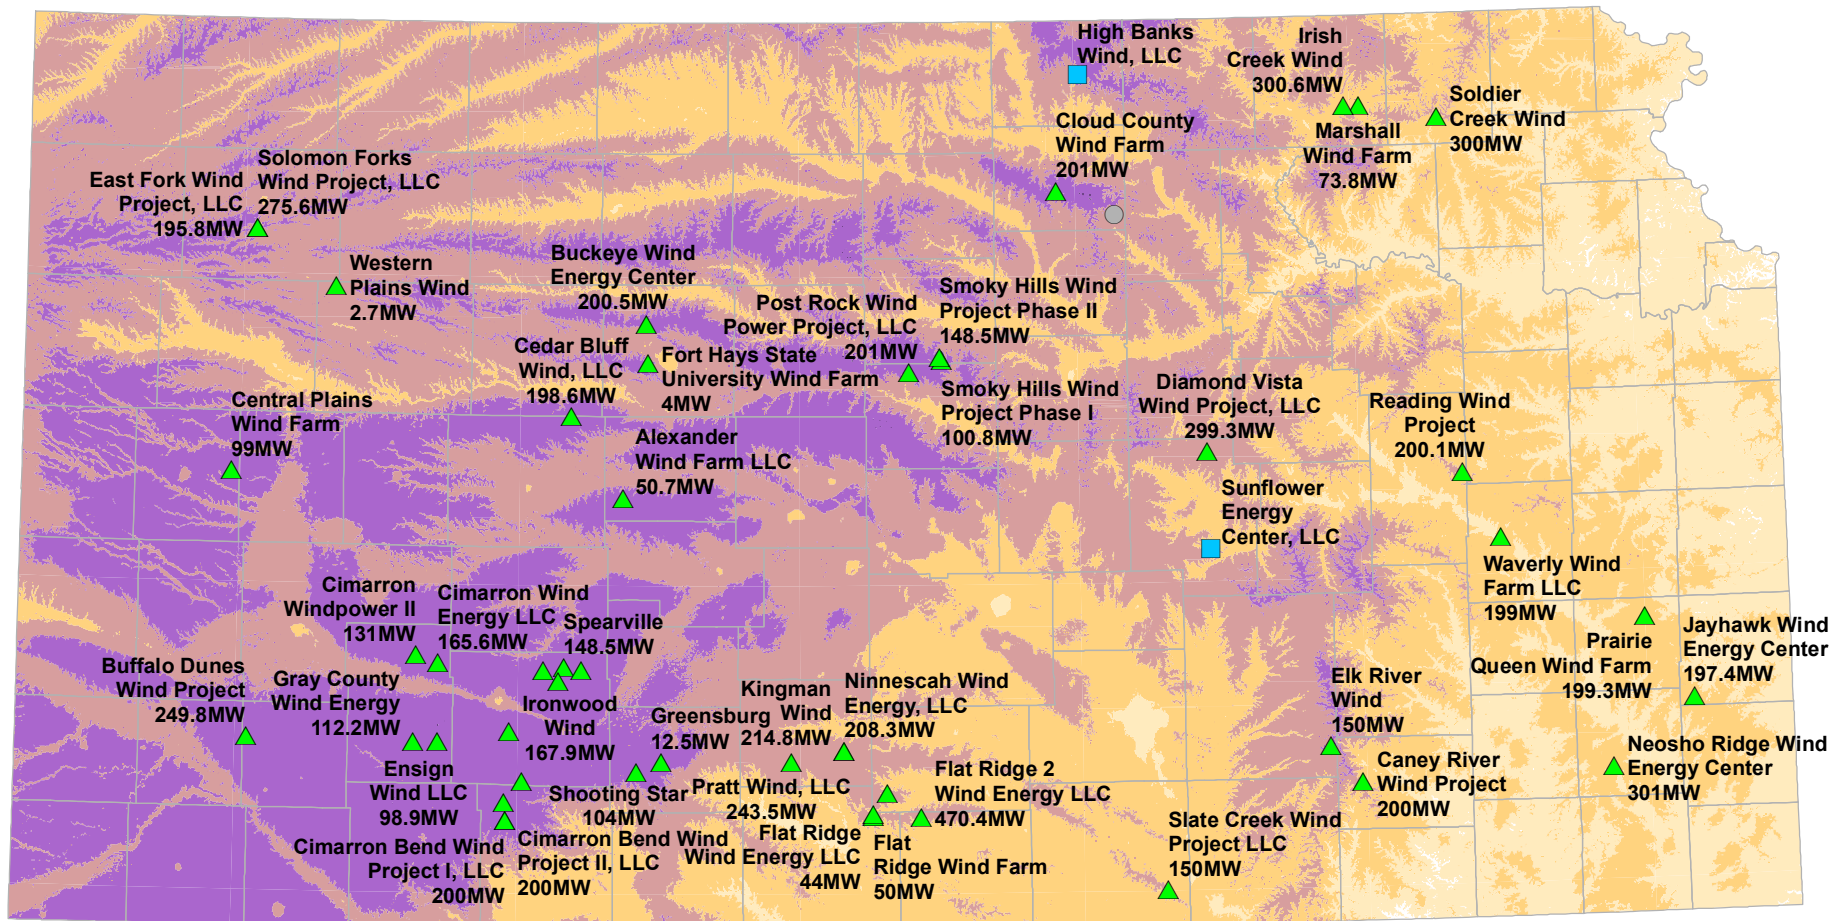 High Banks
Wind, LLC
Irish
Creek Wind
300.6MW
Soldier
Creek Wind
300MW
Cloud County
Wind Farm
201MW
Marshall
Wind Farm
73.8MW
Solomon Forks
Wind Project, LLC
275.6MW
East Fork Wind
Project, LLC
195.8MW
Western
Plains Wind
2.7MW
Buckeye Wind
Energy Center
200.5MW
Post Rock Wind
Power Project, LLC
201MW
Smoky Hills Wind
Project Phase II
148.5MW
Cedar Bluff
Wind, LLC
198.6MW
Fort Hays State
University Wind Farm
4MW
Smoky Hills Wind
Project Phase I
100.8MW
Diamond Vista
Wind Project, LLC
299.3MW
Reading Wind
Project
200.1MW
Central Plains
Wind Farm
99MW
Alexander
Wind Farm LLC
50.7MW
Sunflower
Energy
Center, LLC
Waverly Wind
Farm LLC
199MW
Cimarron
Windpower II
131MW
Cimarron Wind
Energy LLC
165.6MW
Spearville
148.5MW
Prairie
Queen Wind Farm
199.3MW
Jayhawk Wind
Energy Center
197.4MW
Buffalo Dunes
Wind Project
249.8MW
Gray County
Wind Energy
112.2MW
Ironwood
Wind
167.9MW
Greensburg
12.5MW
Kingman
Wind
214.8MW
Ninnescah Wind
Energy, LLC
208.3MW
Elk River
Wind
150MW
Neosho Ridge Wind
Energy Center
301MW
Caney River
Wind Project
200MW
Ensign
Wind LLC
98.9MW
Shooting Star
104MW
Pratt Wind, LLC
243.5MW
Flat Ridge 2
Wind Energy LLC
470.4MW
Cimarron Bend Wind
Project I, LLC
200MW
Cimarron Bend Wind
Project II, LLC
200MW
Flat Ridge
Wind Energy LLC
44MW
Flat
Ridge Wind Farm
50MW
Slate Creek Wind
Project LLC
150MW